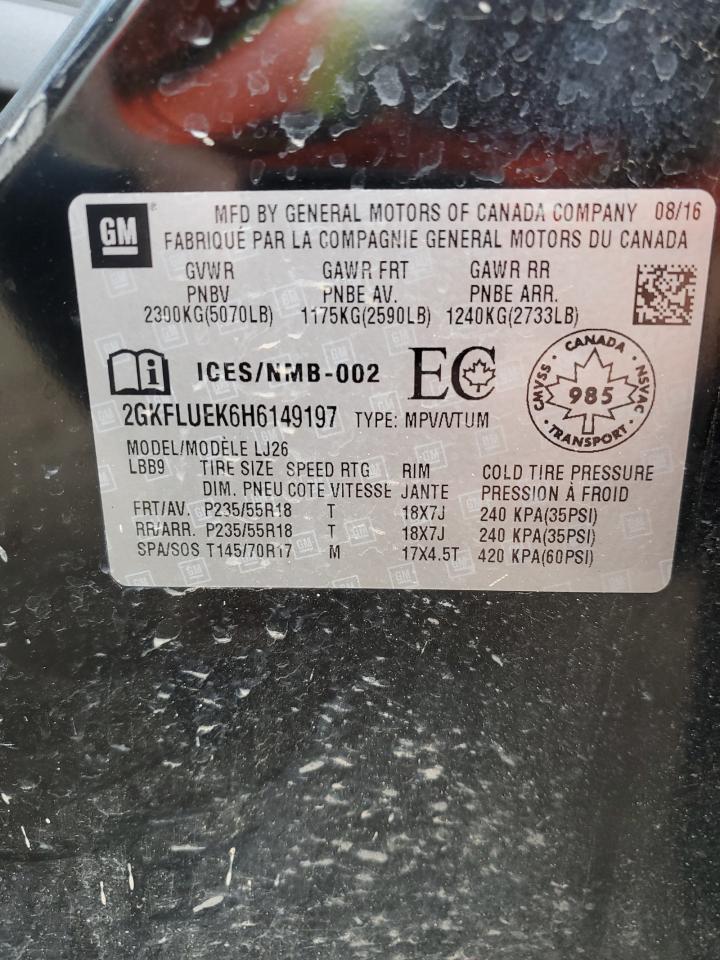 GM
MFD BY GENERAL MOTORS OF CANADA COMPANY 08/16
FABRIQUÉ PAR LA COMPAGNIE GENERAL MOTORS DU CANADA
GVWR GAWR FRT GAWR RR
PNBV PNBE AV. PNBE ARR.
2300KG(5070LB) 1175KG(2590LB) 1240KG(2733LB)
ICES/NMB-002 EC
CANADA
CMVSS 985 NSVAC
TRANSPORT
2GKFLUEK6H6149197 TYPE: MPV/VTUM
MODEL/MODÈLE LJ26
LBB9 TIRE SIZE SPEED RTG RIM COLD TIRE PRESSURE
DIM. PNEU COTE VITESSE JANTE PRESSION À FROID
FRT/AV. P235/55R18 T 18X7J 240 KPA(35PSI)
RR/ARR. P235/55R18 T 18X7J 240 KPA(35PSI)
SPA/SOS T145/70R17 M 17X4.5T 420 KPA(60PSI)